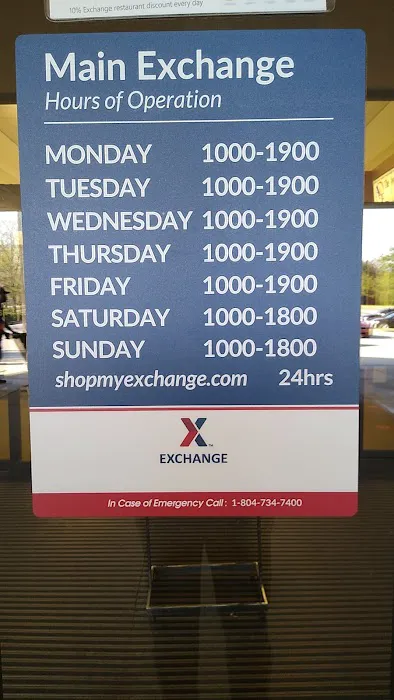 10% Exchange restaurant discount every day
Main Exchange
Hours of Operation
MONDAY 1000-1900
TUESDAY 1000-1900
WEDNESDAY 1000-1900
THURSDAY 1000-1900
FRIDAY 1000-1900
SATURDAY 1000-1800
SUNDAY 1000-1800
shopmyexchange.com 24hrs
X™
EXCHANGE
In Case of Emergency Call : 1-804-734-7400